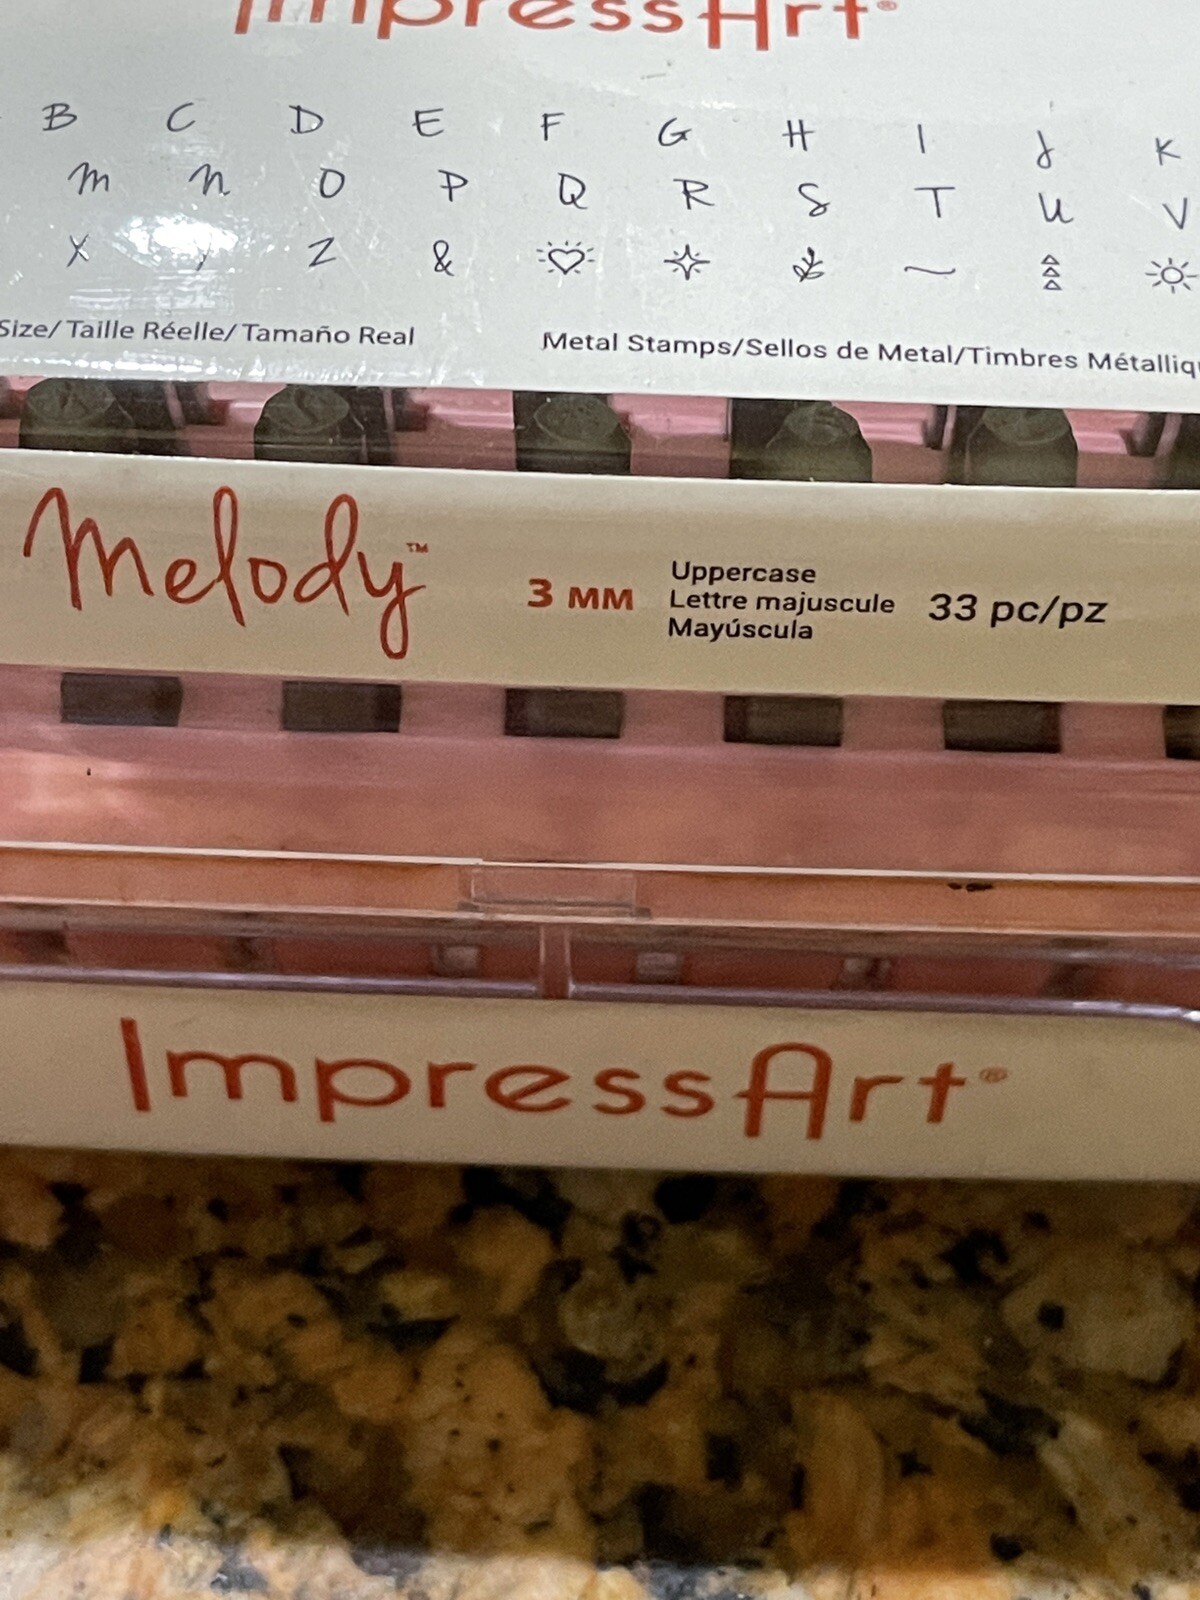 ImpressArt®
B C D E F G H I J K
M N O P Q R S T U V
X Y Z & ~
Size/ Taille Réelle/ Tamaño Real
Metal Stamps/Sellos de Metal/Timbres
Melody™
3 MM
Uppercase
Lettre majuscule
Mayúscula
33 pc/pz
ImpressArt®